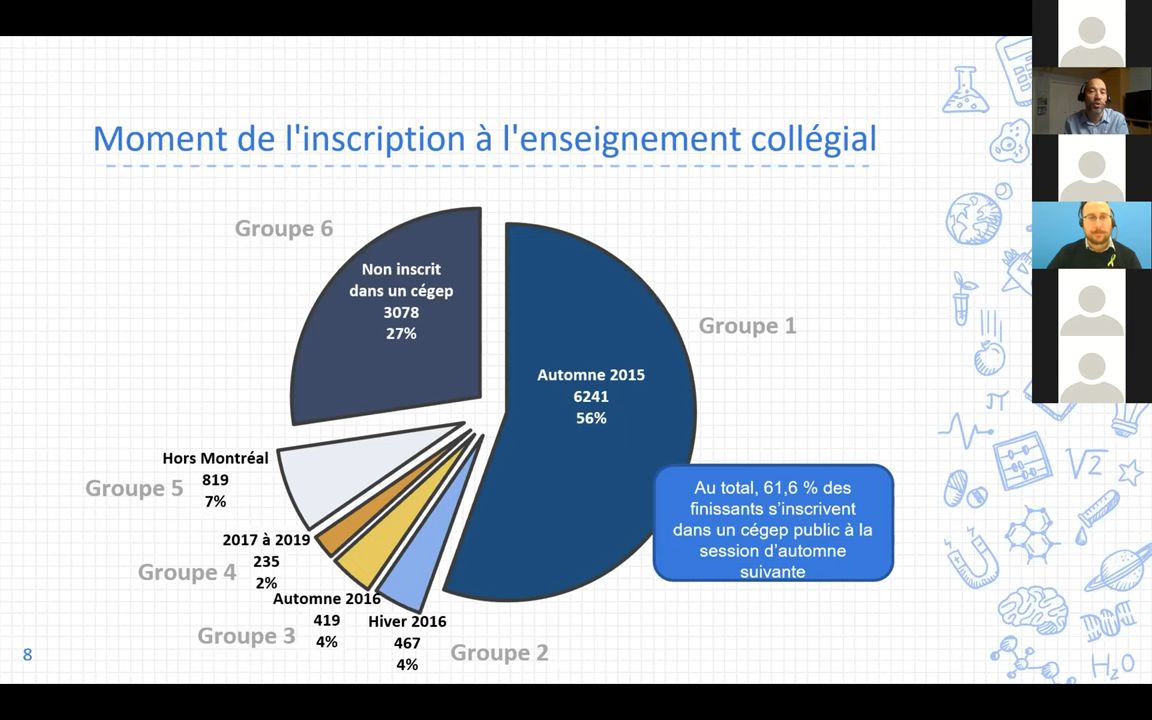 Moment de l'inscription à l'enseignement collégial
Groupe 6
Non inscrit
dans un cégep
3078
27%
Groupe 1
Automne 2015
6241
56%
Hors Montréal
819
7%
Groupe 5
2017 à 2019
235
2%
Groupe 4
Automne 2016
419
4%
Groupe 3
Hiver 2016
467
4%
Groupe 2
Au total, 61,6 % des
finissants s’inscrivent
dans un cégep public à la
session d’automne
suivante
8
π
√2
H₂O